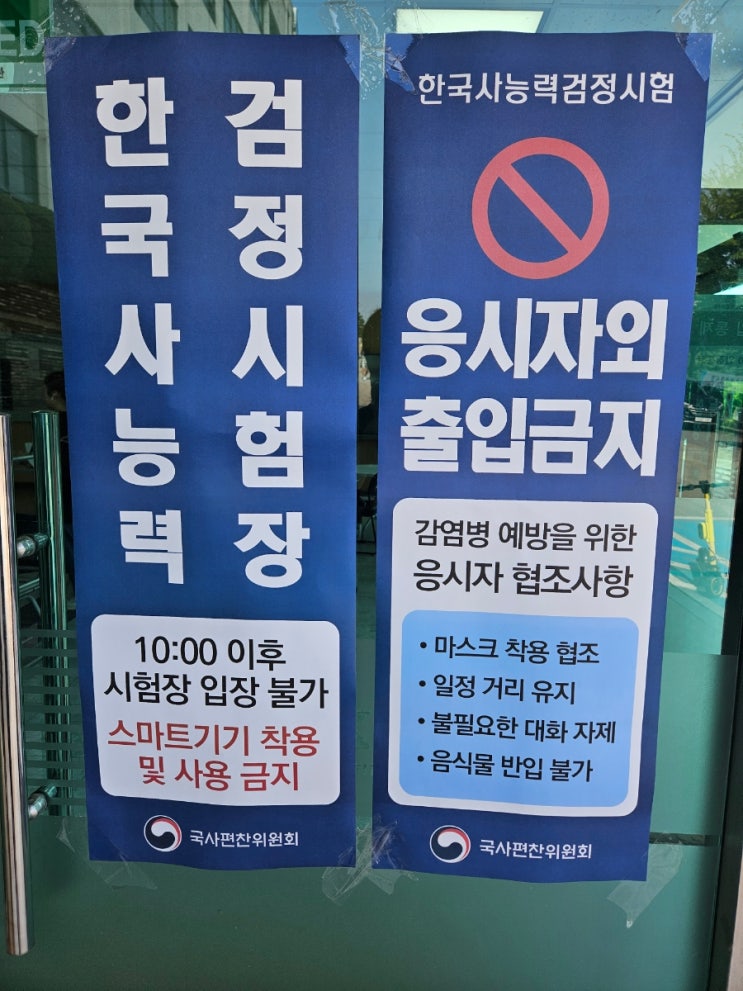 ED
한국사능력
검정시험장
10:00 이후
시험장 입장 불가
스마트기기 착용
및 사용 금지
국사편찬위원회
한국사능력검정시험
응시자외
출입금지
감염병 예방을 위한
응시자 협조사항
• 마스크 착용 협조
• 일정 거리 유지
• 불필요한 대화 자제
• 음식물 반입 불가
국사편찬위원회